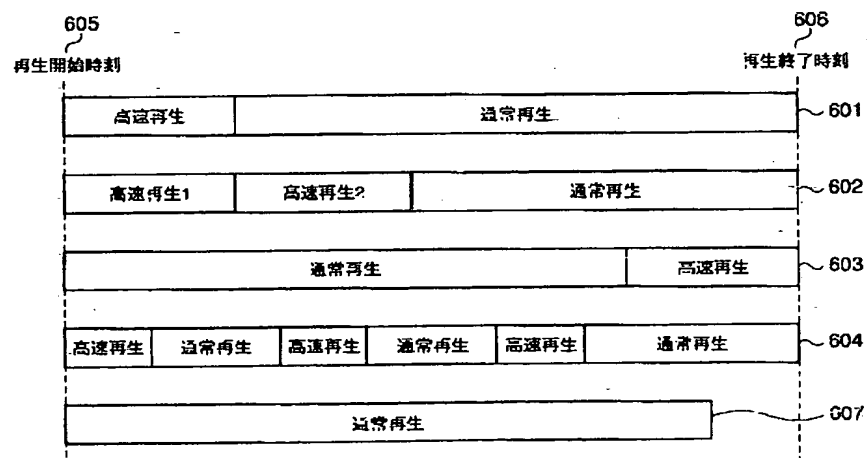 605
606
再生開始時刻
再生終了時刻
高速再生 通常再生 601
高速再生1 高速再生2 通常再生 602
通常再生 高速再生 603
高速再生 通常再生 高速再生 通常再生 高速再生 通常再生 604
通常再生 607